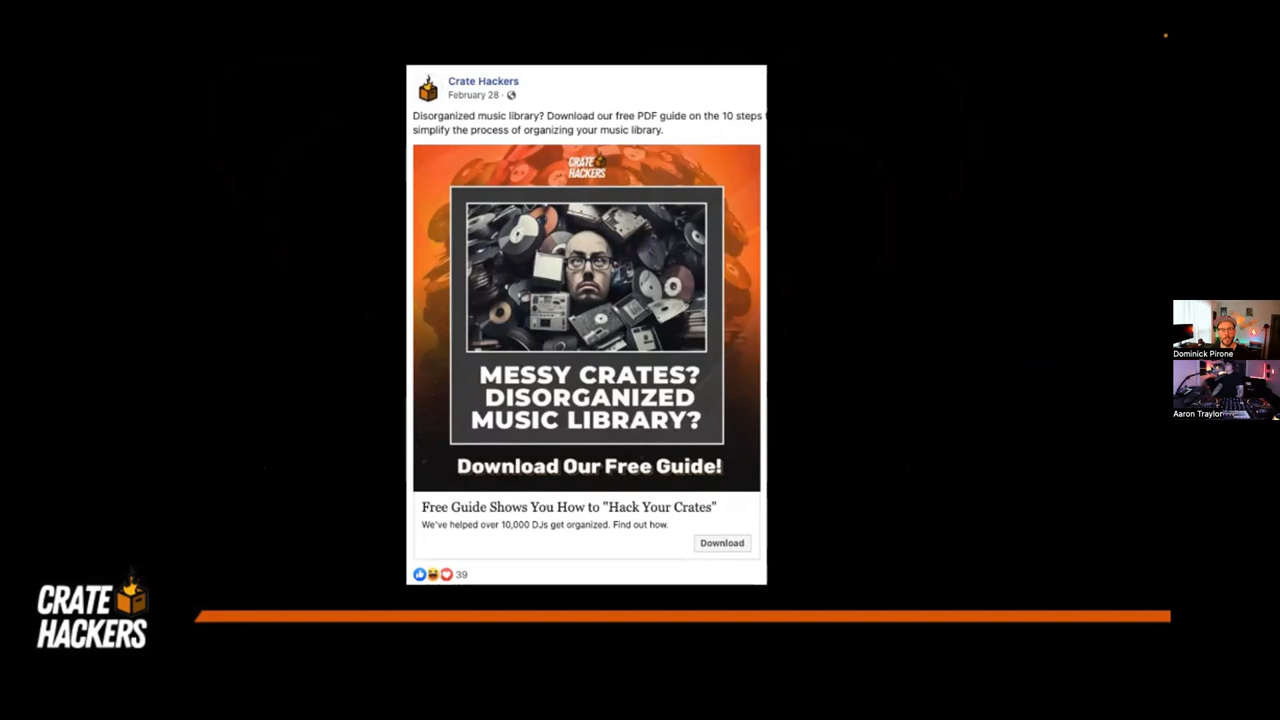 Crate Hackers
February 28 ·
Disorganized music library? Download our free PDF guide on the 10 steps
simplify the process of organizing your music library.
CRATE
HACKERS
MESSY CRATES?
DISORGANIZED
MUSIC LIBRARY?
Download Our Free Guide!
Free Guide Shows You How to "Hack Your Crates"
We've helped over 10,000 DJs get organized. Find out how.
Download
39
CRATE
HACKERS
Dominick Pirone
Aaron Traylor